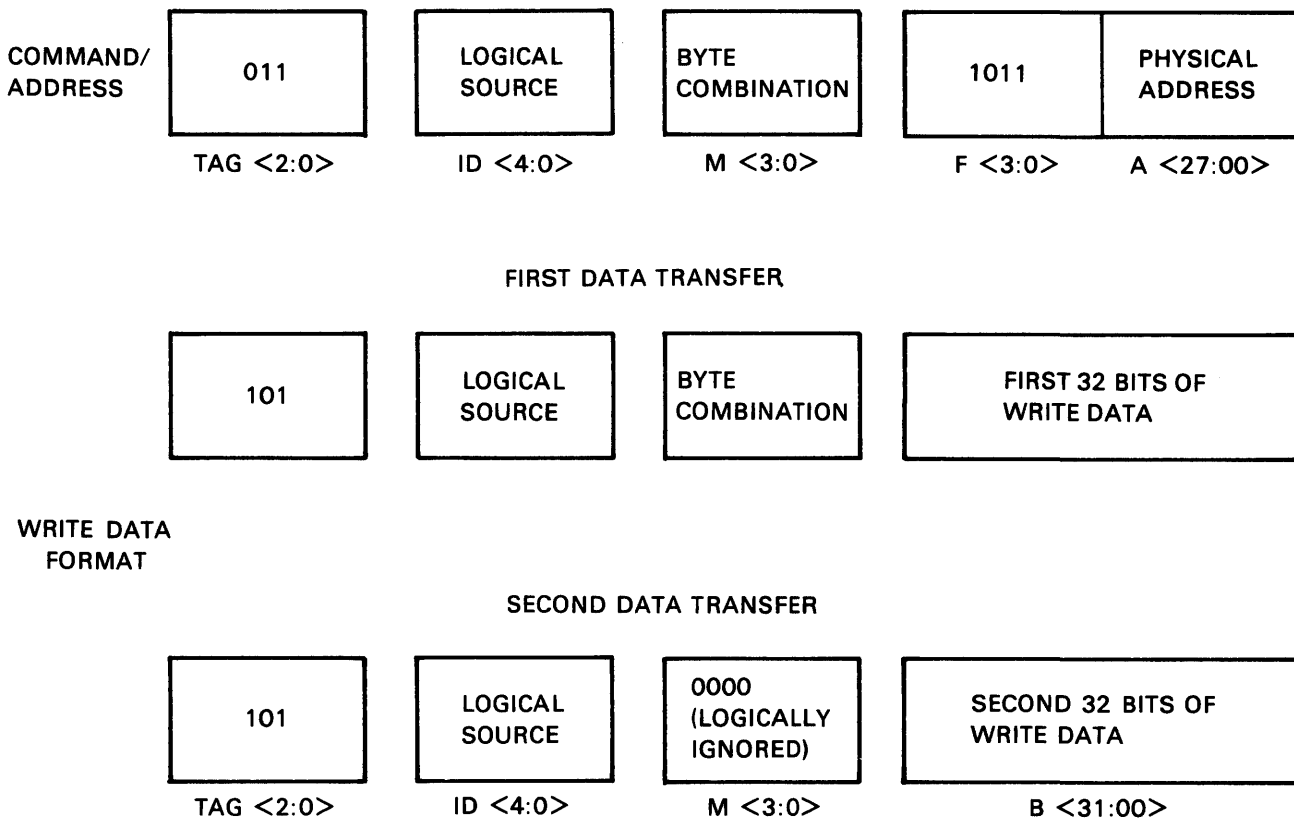 COMMAND/
ADDRESS
011
LOGICAL
SOURCE
BYTE
COMBINATION
1011
PHYSICAL
ADDRESS
TAG <2:0>
ID <4:0>
M <3:0>
F <3:0>
A <27:00>
FIRST DATA TRANSFER
101
LOGICAL
SOURCE
BYTE
COMBINATION
FIRST 32 BITS OF
WRITE DATA
WRITE DATA
FORMAT
SECOND DATA TRANSFER
101
LOGICAL
SOURCE
0000
(LOGICALLY
IGNORED)
SECOND 32 BITS OF
WRITE DATA
TAG <2:0>
ID <4:0>
M <3:0>
B <31:00>